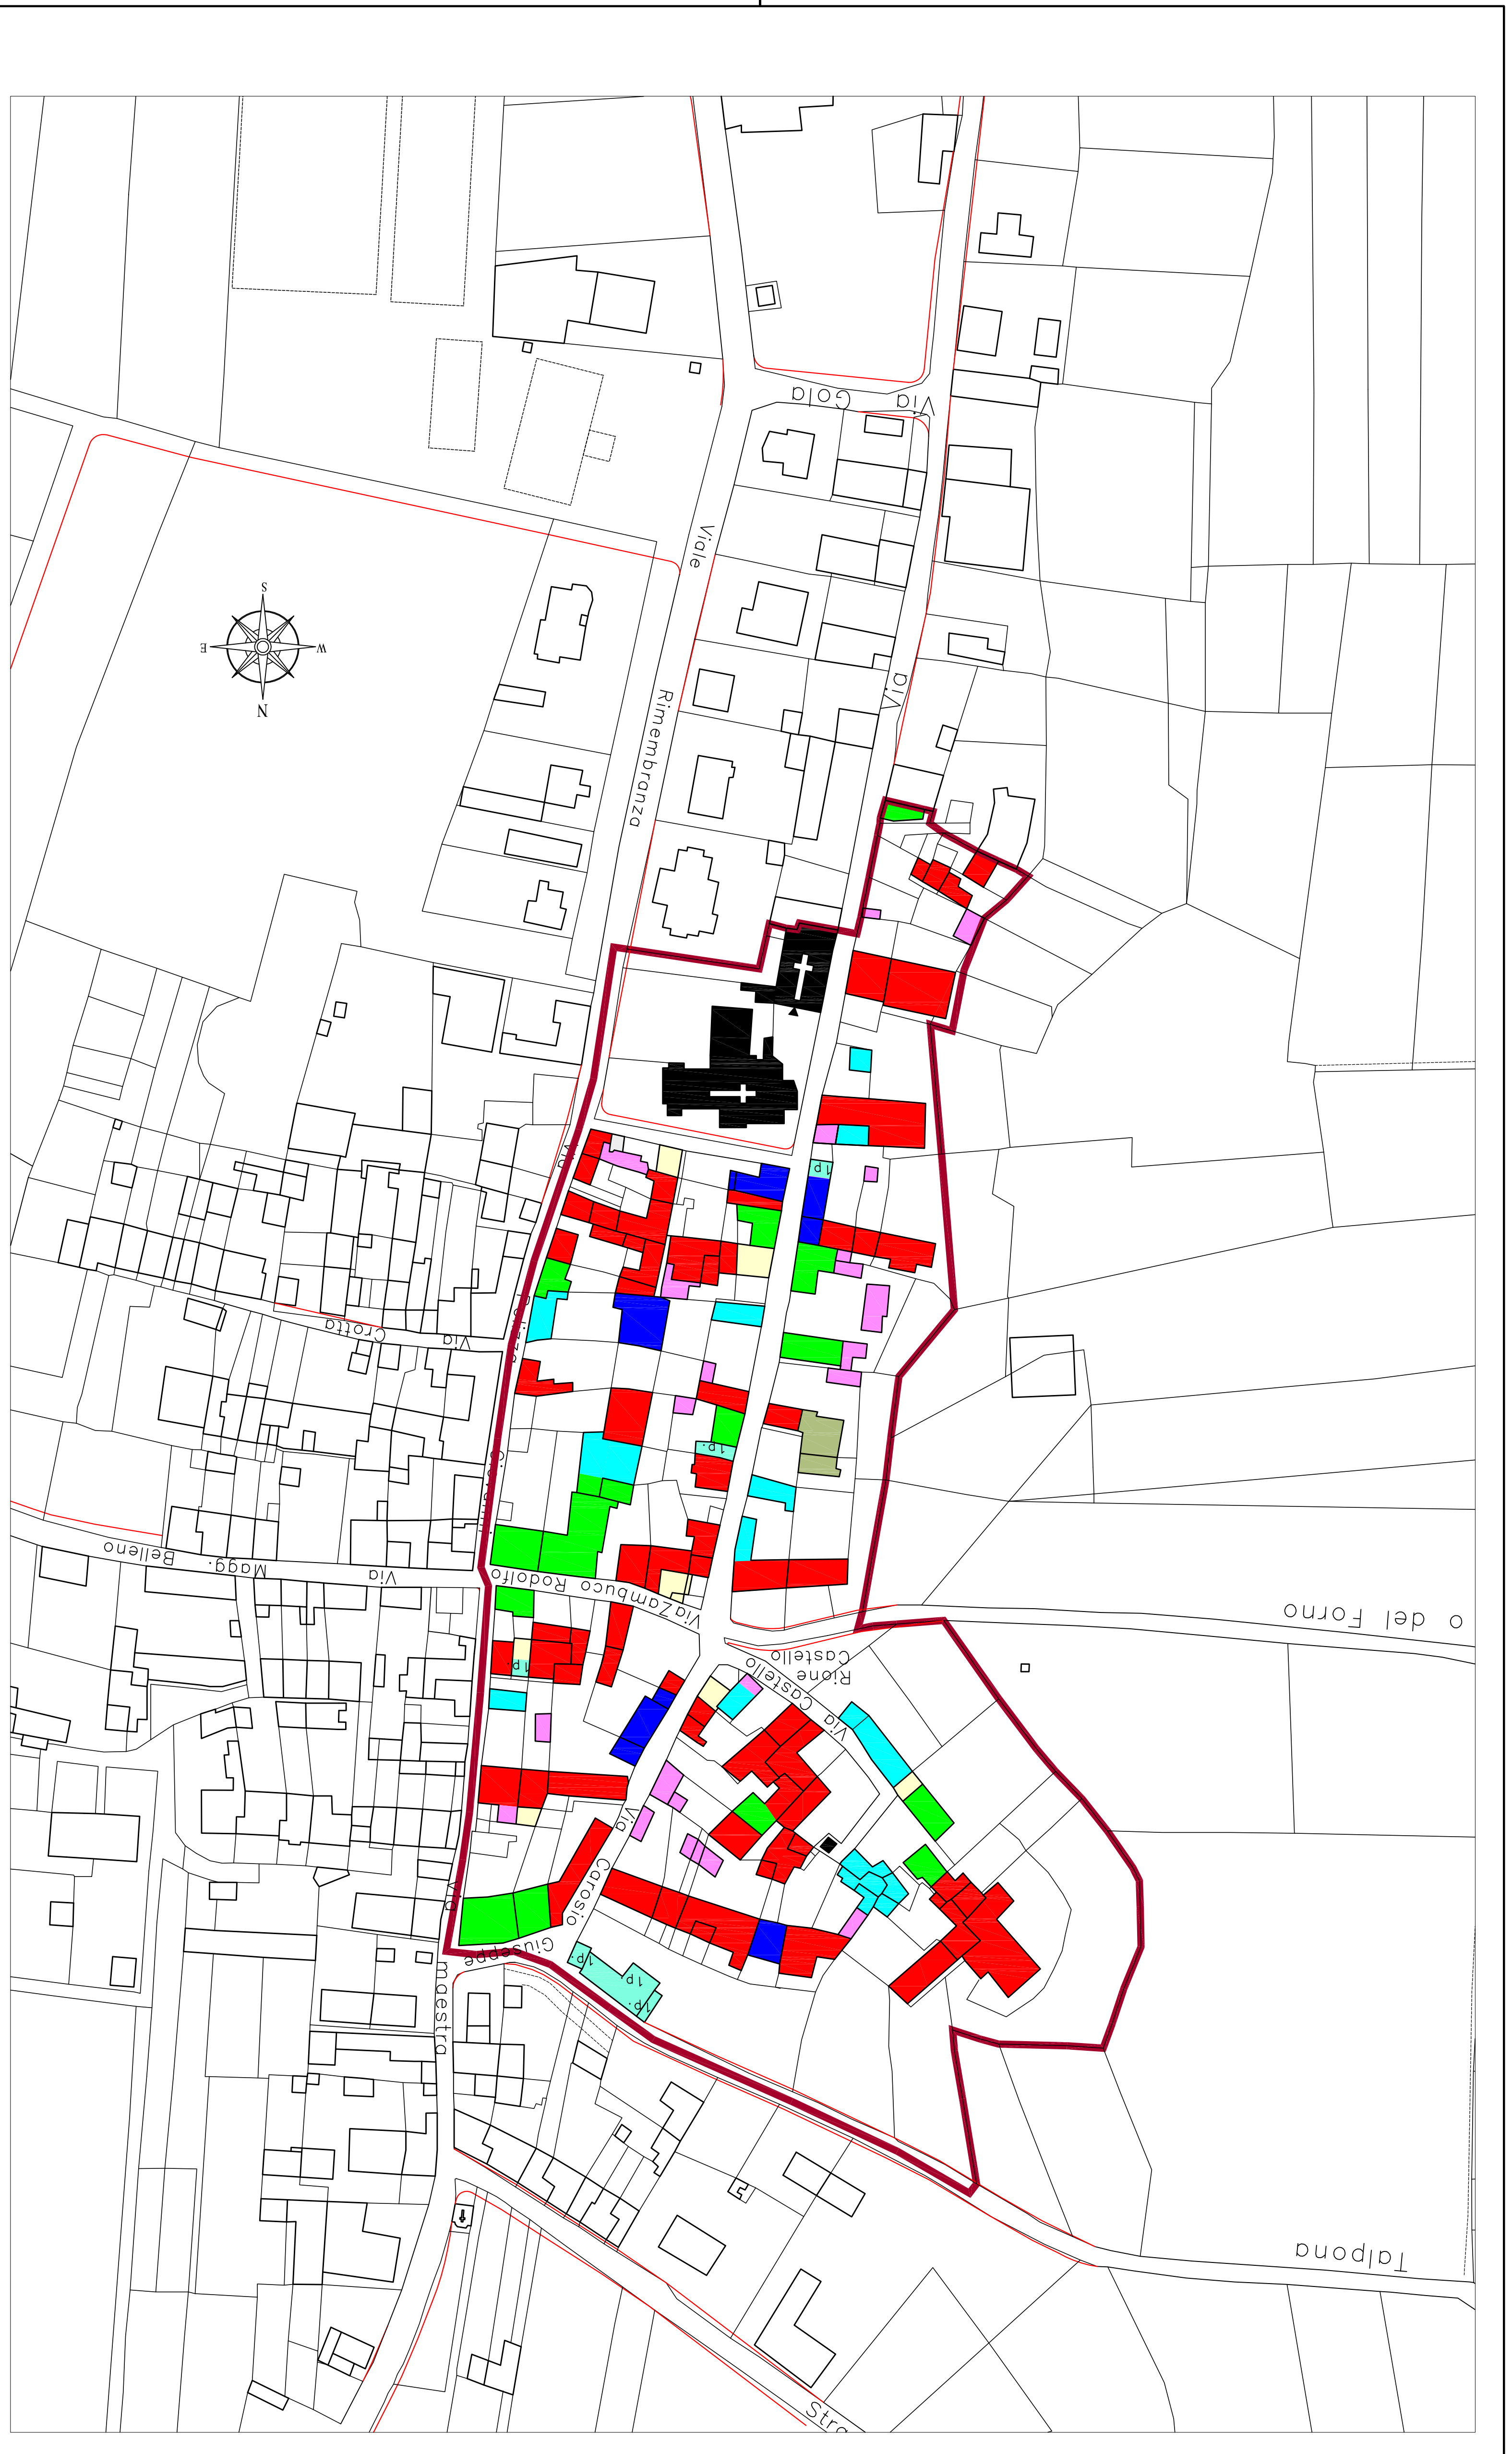 Via Gola
Viale
Rimembranza
S
E
W
N
Via
Via
1p.
Via Crotta
1p.
Via Magg. Belleno
Via Zambuco Rodolfo
o del Forno
Rione
Castello
Via Castello
1p.
Via
Giuseppe
Carosio
Via
maestra
1p.
1p.
1p.
Talpona